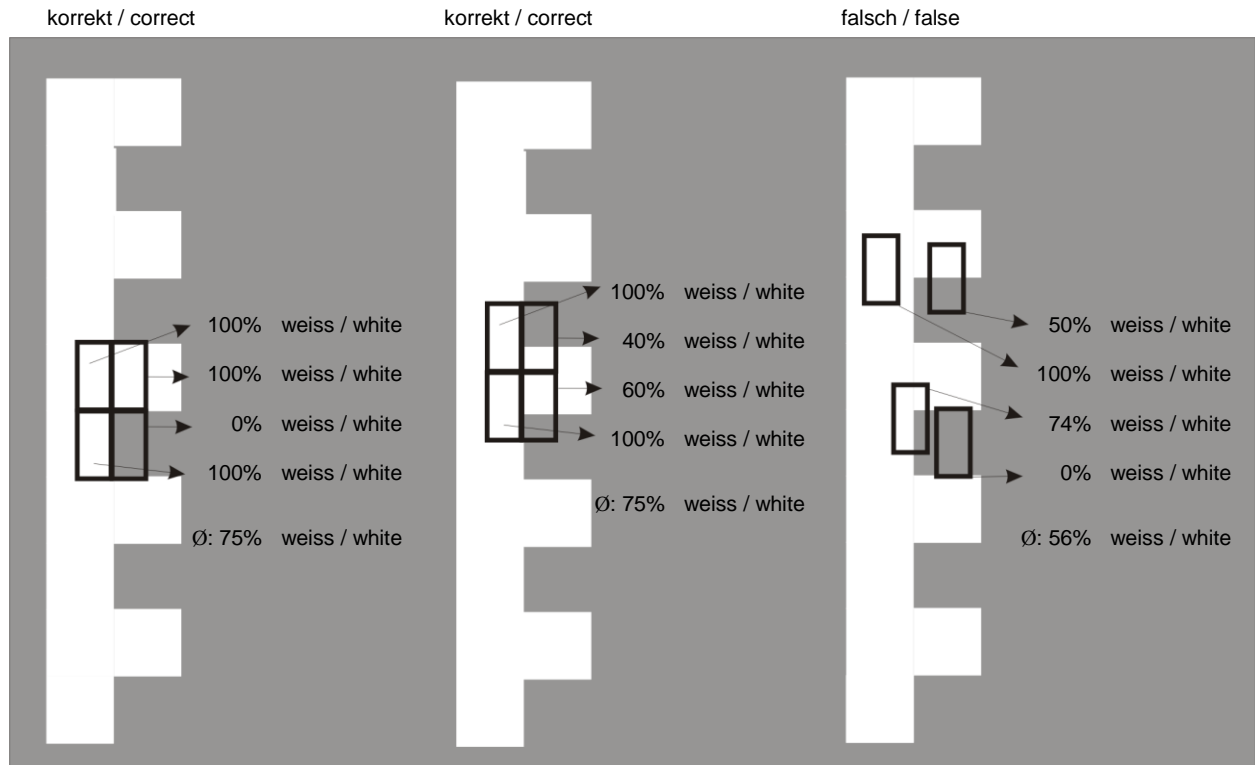 korrekt / correct
korrekt / correct
falsch / false
100% weiss / white
100% weiss / white
0% weiss / white
100% weiss / white
Ø: 75% weiss / white
100% weiss / white
40% weiss / white
60% weiss / white
100% weiss / white
Ø: 75% weiss / white
50% weiss / white
100% weiss / white
74% weiss / white
0% weiss / white
Ø: 56% weiss / white